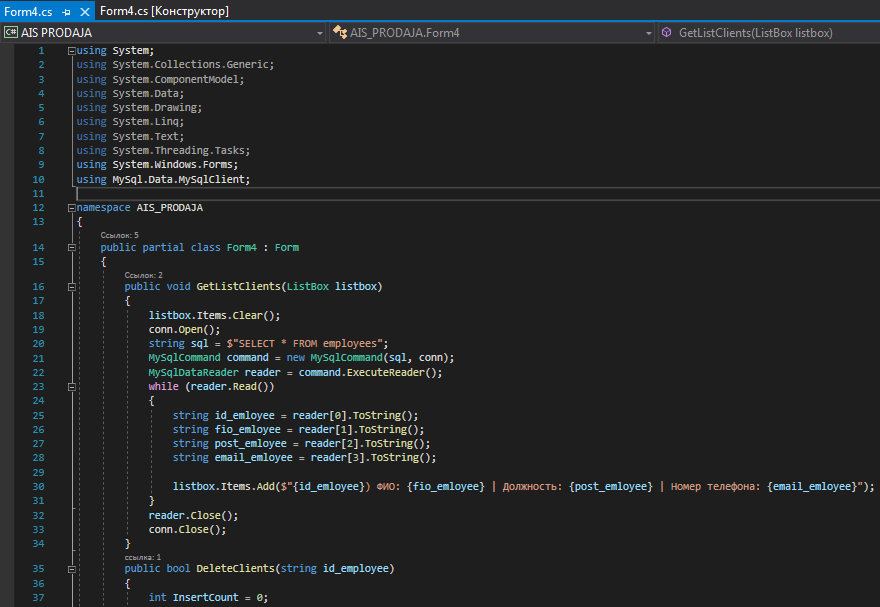 Form4.cs Form4.cs [Конструктор]
C# AIS PRODAJA AIS_PRODAJA.Form4 GetListClients(ListBox listbox)
1 using System;
2 using System.Collections.Generic;
3 using System.ComponentModel;
4 using System.Data;
5 using System.Drawing;
6 using System.Linq;
7 using System.Text;
8 using System.Threading.Tasks;
9 using System.Windows.Forms;
10 using MySql.Data.MySqlClient;
11
12 namespace AIS_PRODAJA
13 {
Ссылок: 5
14 public partial class Form4 : Form
15 {
Ссылок: 2
16 public void GetListClients(ListBox listbox)
17 {
18 listbox.Items.Clear();
19 conn.Open();
20 string sql = $"SELECT * FROM employees";
21 MySqlCommand command = new MySqlCommand(sql, conn);
22 MySqlDataReader reader = command.ExecuteReader();
23 while (reader.Read())
24 {
25 string id_emloyee = reader[0].ToString();
26 string fio_emloyee = reader[1].ToString();
27 string post_emloyee = reader[2].ToString();
28 string email_emloyee = reader[3].ToString();
29
30 listbox.Items.Add($"{id_emloyee}) ФИО: {fio_emloyee} | Должность: {post_emloyee} | Номер телефона: {email_emloyee}");
31 }
32 reader.Close();
33 conn.Close();
34 }
ссылка: 1
35 public bool DeleteClients(string id_employee)
36 {
37 int InsertCount = 0;